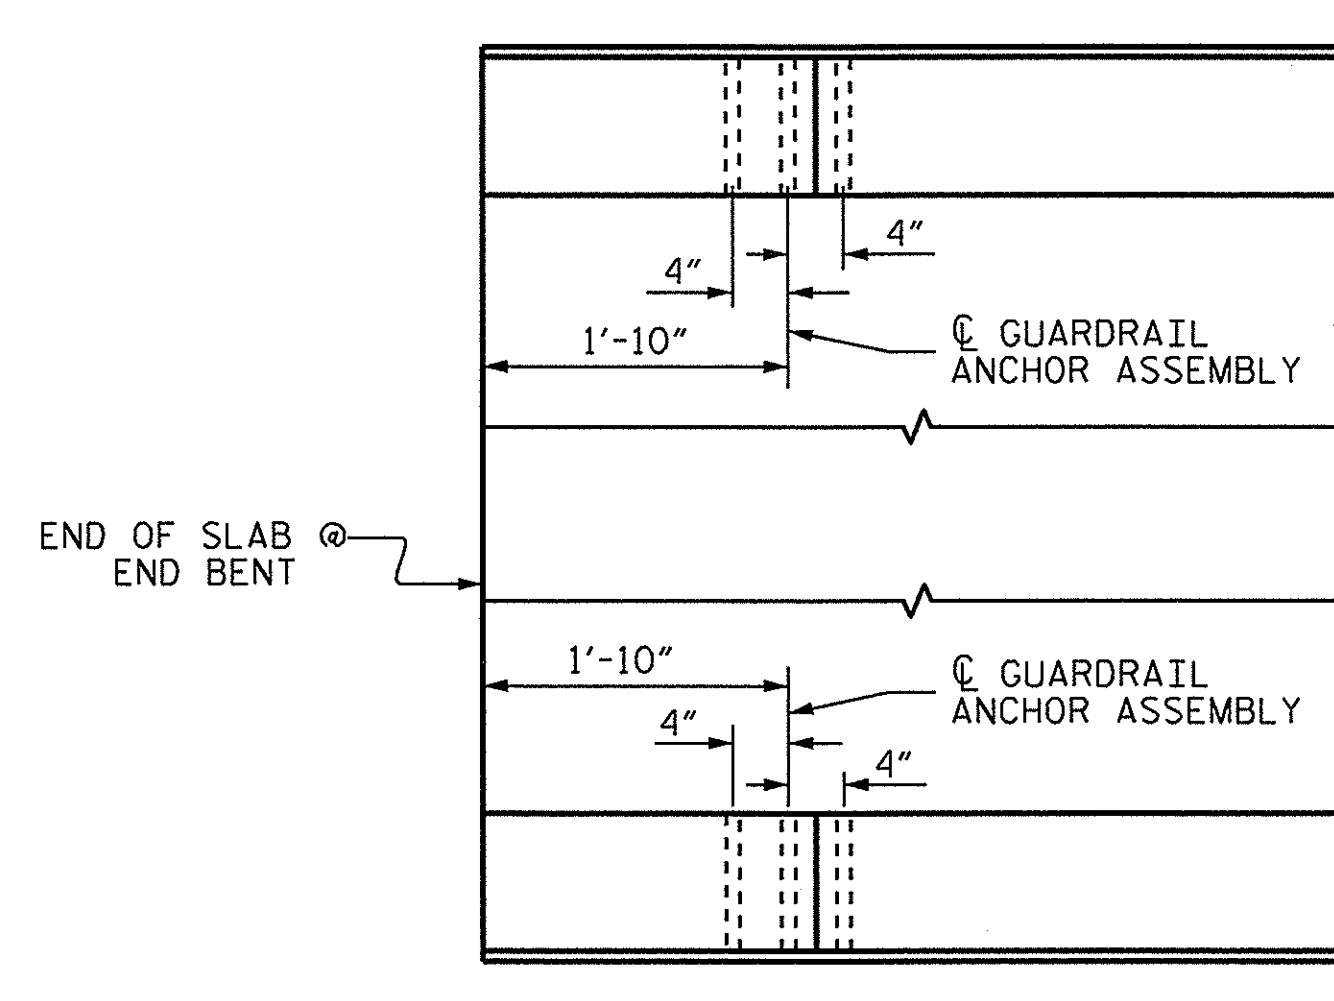 4"
4"
1'-10"
℄ GUARDRAIL
ANCHOR ASSEMBLY
END OF SLAB @
END BENT
1'-10"
℄ GUARDRAIL
ANCHOR ASSEMBLY
4"
4"